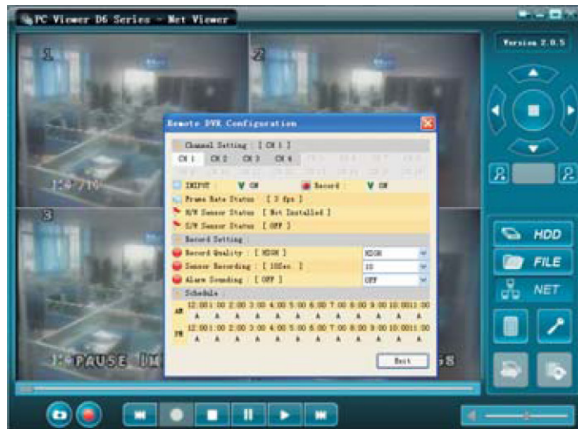 PC Viewer D6 Series - Net Viewer
Version 2.0.5
1
2
Remote DVR Configuration
Channel Setting : [ CH 1 ]
CH 1 CH 2 CH 3 CH 4
INIPUT : V ON Record : V ON
Frame Rate Status [ 3 fps ]
H/W Sensor Status [ Not Installed ]
S/W Sensor Status [ OFF ]
Record Setting
Record Quality : [ HIGH ] HIGH
Sensor Recording : [ 10Sec. ] 10
Alarm Sounding : [ OFF ] OFF
Schedule :
12:00 1:00 2:00 3:00 4:00 5:00 6:00 7:00 8:00 9:00 10:00 11:00
AM A A A A A A A A A A A A
12:00 1:00 2:00 3:00 4:00 5:00 6:00 7:00 8:00 9:00 10:00 11:00
PM A A A A A A A A A A A A
Exit
3
PAUSE
HDD
FILE
NET